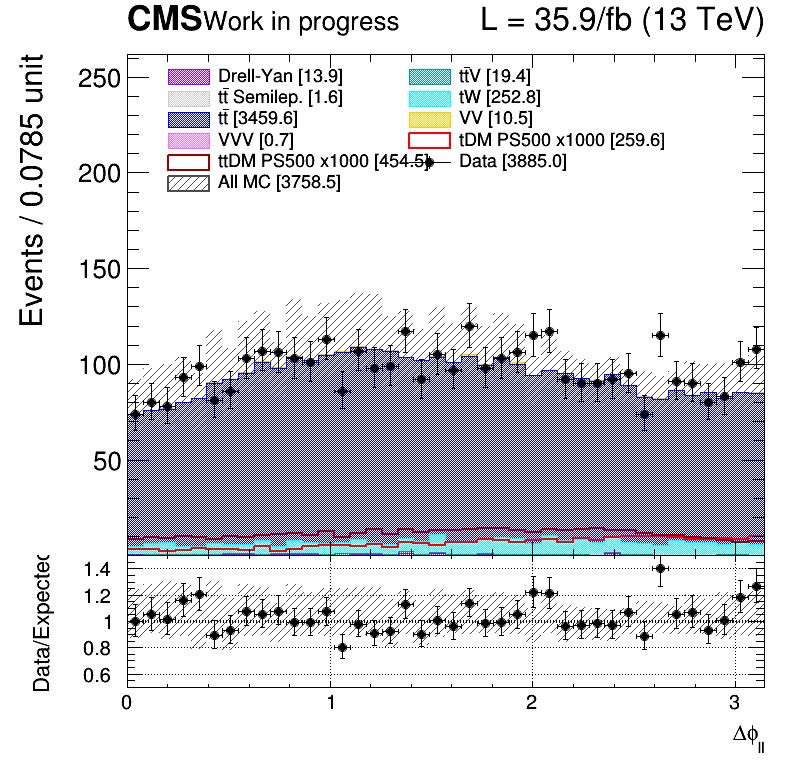 CMS Work in progress L = 35.9/fb (13 TeV)
Events / 0.0785 unit
250
200
150
100
50
Drell-Yan [13.9] tt̄V [19.4]
tt̄ Semilep. [1.6] tW [252.8]
tt̄ [3459.6] VV [10.5]
VVV [0.7] tDM PS500 x1000 [259.6]
ttDM PS500 x1000 [454.5] Data [3885.0]
All MC [3758.5]
Data/Expected
1.4
1.2
1
0.8
0.6
0 1 2 3
Δϕ_ll